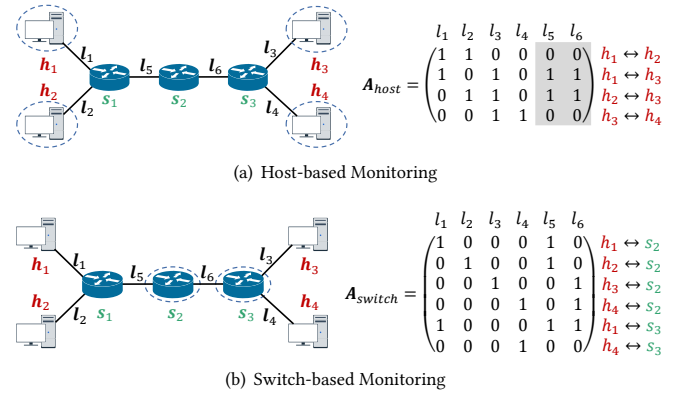 l₁ l₂ l₃ l₄ l₅ l₆
l₁ l₃
h₁ l₅ l₆ h₃
h₂ h₄
l₂ s₁ s₂ s₃ l₄
A_host =
1 1 0 0 0 0 h₁ ↔ h₂
1 0 1 0 1 1 h₁ ↔ h₃
0 1 1 0 1 1 h₂ ↔ h₃
0 0 1 1 0 0 h₃ ↔ h₄
(a) Host-based Monitoring
l₁ l₂ l₃ l₄ l₅ l₆
h₁ l₁ l₃ h₃
l₅ l₆
h₂ h₄
l₂ s₁ s₂ s₃ l₄
A_switch =
1 0 0 0 1 0 h₁ ↔ s₂
0 1 0 0 1 0 h₂ ↔ s₂
0 0 1 0 0 1 h₃ ↔ s₂
0 0 0 1 0 1 h₄ ↔ s₂
1 0 0 0 1 1 h₁ ↔ s₃
0 0 0 1 0 0 h₄ ↔ s₃
(b) Switch-based Monitoring